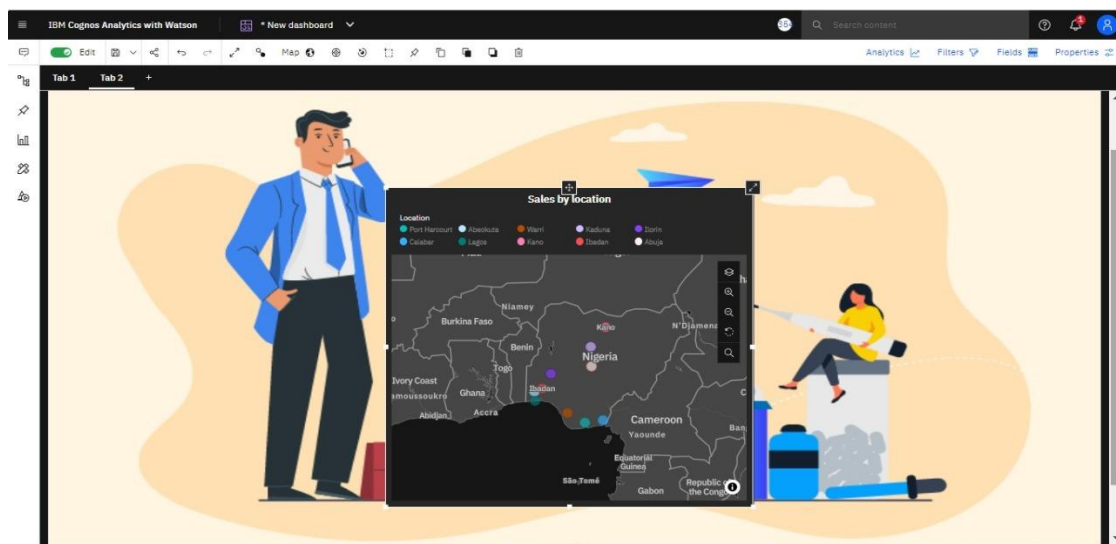 IBM Cognos Analytics with Watson
* New dashboard
Search content
Edit
Map
Analytics
Filters
Fields
Properties
Tab 1 Tab 2 +
Sales by location
Location
Port Harcourt Abeokuta Warri Kaduna Ilorin
Calabar Lagos Kano Ibadan Abuja
Niamey
Burkina Faso
Kano
N'Djamena
Benin
Nigeria
Togo
Ivory Coast
Ibadan
Ghana
amoussoukro
Abidjan
Accra
Cameroon
Yaounde
Ban
Equatorial
Guinea
São Tomé
Gabon
Republic
the Congo